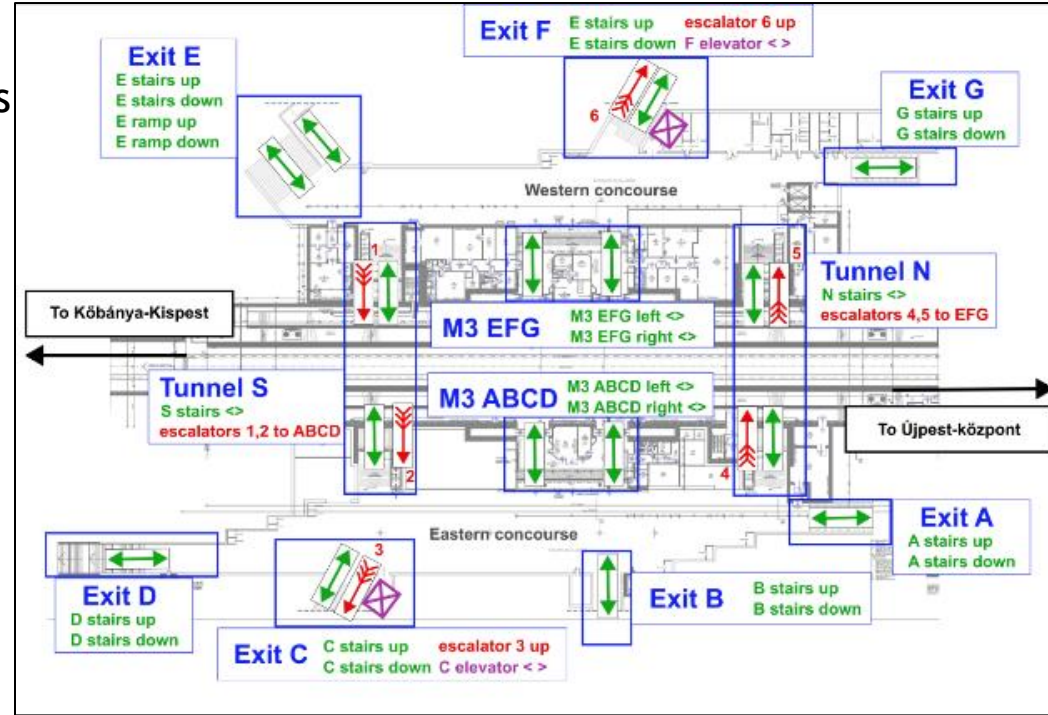 s
Exit F
E stairs up escalator 6 up
E stairs down F elevator < >
Exit E
E stairs up
E stairs down
E ramp up
E ramp down
6
Exit G
G stairs up
G stairs down
Western concourse
1
5
To Kőbánya-Kispest
M3 EFG
M3 EFG left <>
M3 EFG right <>
Tunnel N
N stairs <>
escalators 4,5 to EFG
Tunnel S
S stairs <>
escalators 1,2 to ABCD
M3 ABCD
M3 ABCD left <>
M3 ABCD right <>
To Újpest-központ
2
4
Eastern concourse
Exit A
A stairs up
A stairs down
3
Exit D
D stairs up
D stairs down
Exit C
C stairs up escalator 3 up
C stairs down C elevator < >
Exit B
B stairs up
B stairs down